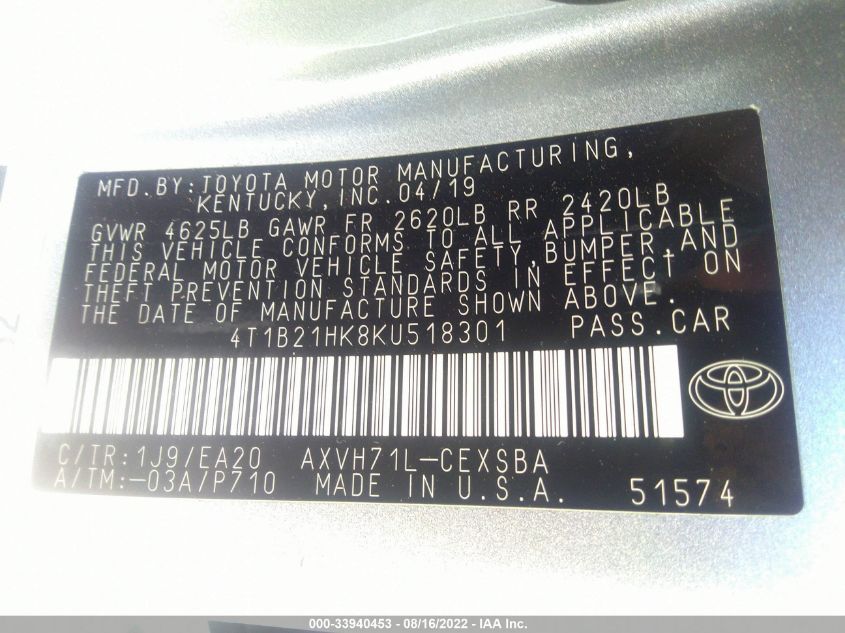 MFD.BY:TOYOTA MOTOR MANUFACTURING,
KENTUCKY,INC.04/19
GVWR 4625LB GAWR FR 2620LB RR 2420LB
THIS VEHICLE CONFORMS TO ALL APPLICABLE
FEDERAL MOTOR VEHICLE SAFETY,BUMPER,AND
THEFT PREVENTION STANDARDS IN EFFECT ON
THE DATE OF MANUFACTURE SHOWN ABOVE.
4T1B21HK8KU518301 PASS.CAR
C/TR:1J9/EA20 AXVH71L-CEXSBA
A/TM:-03A/P710 MADE IN U.S.A. 51574
000-33940453 - 08/16/2022 - IAA Inc.